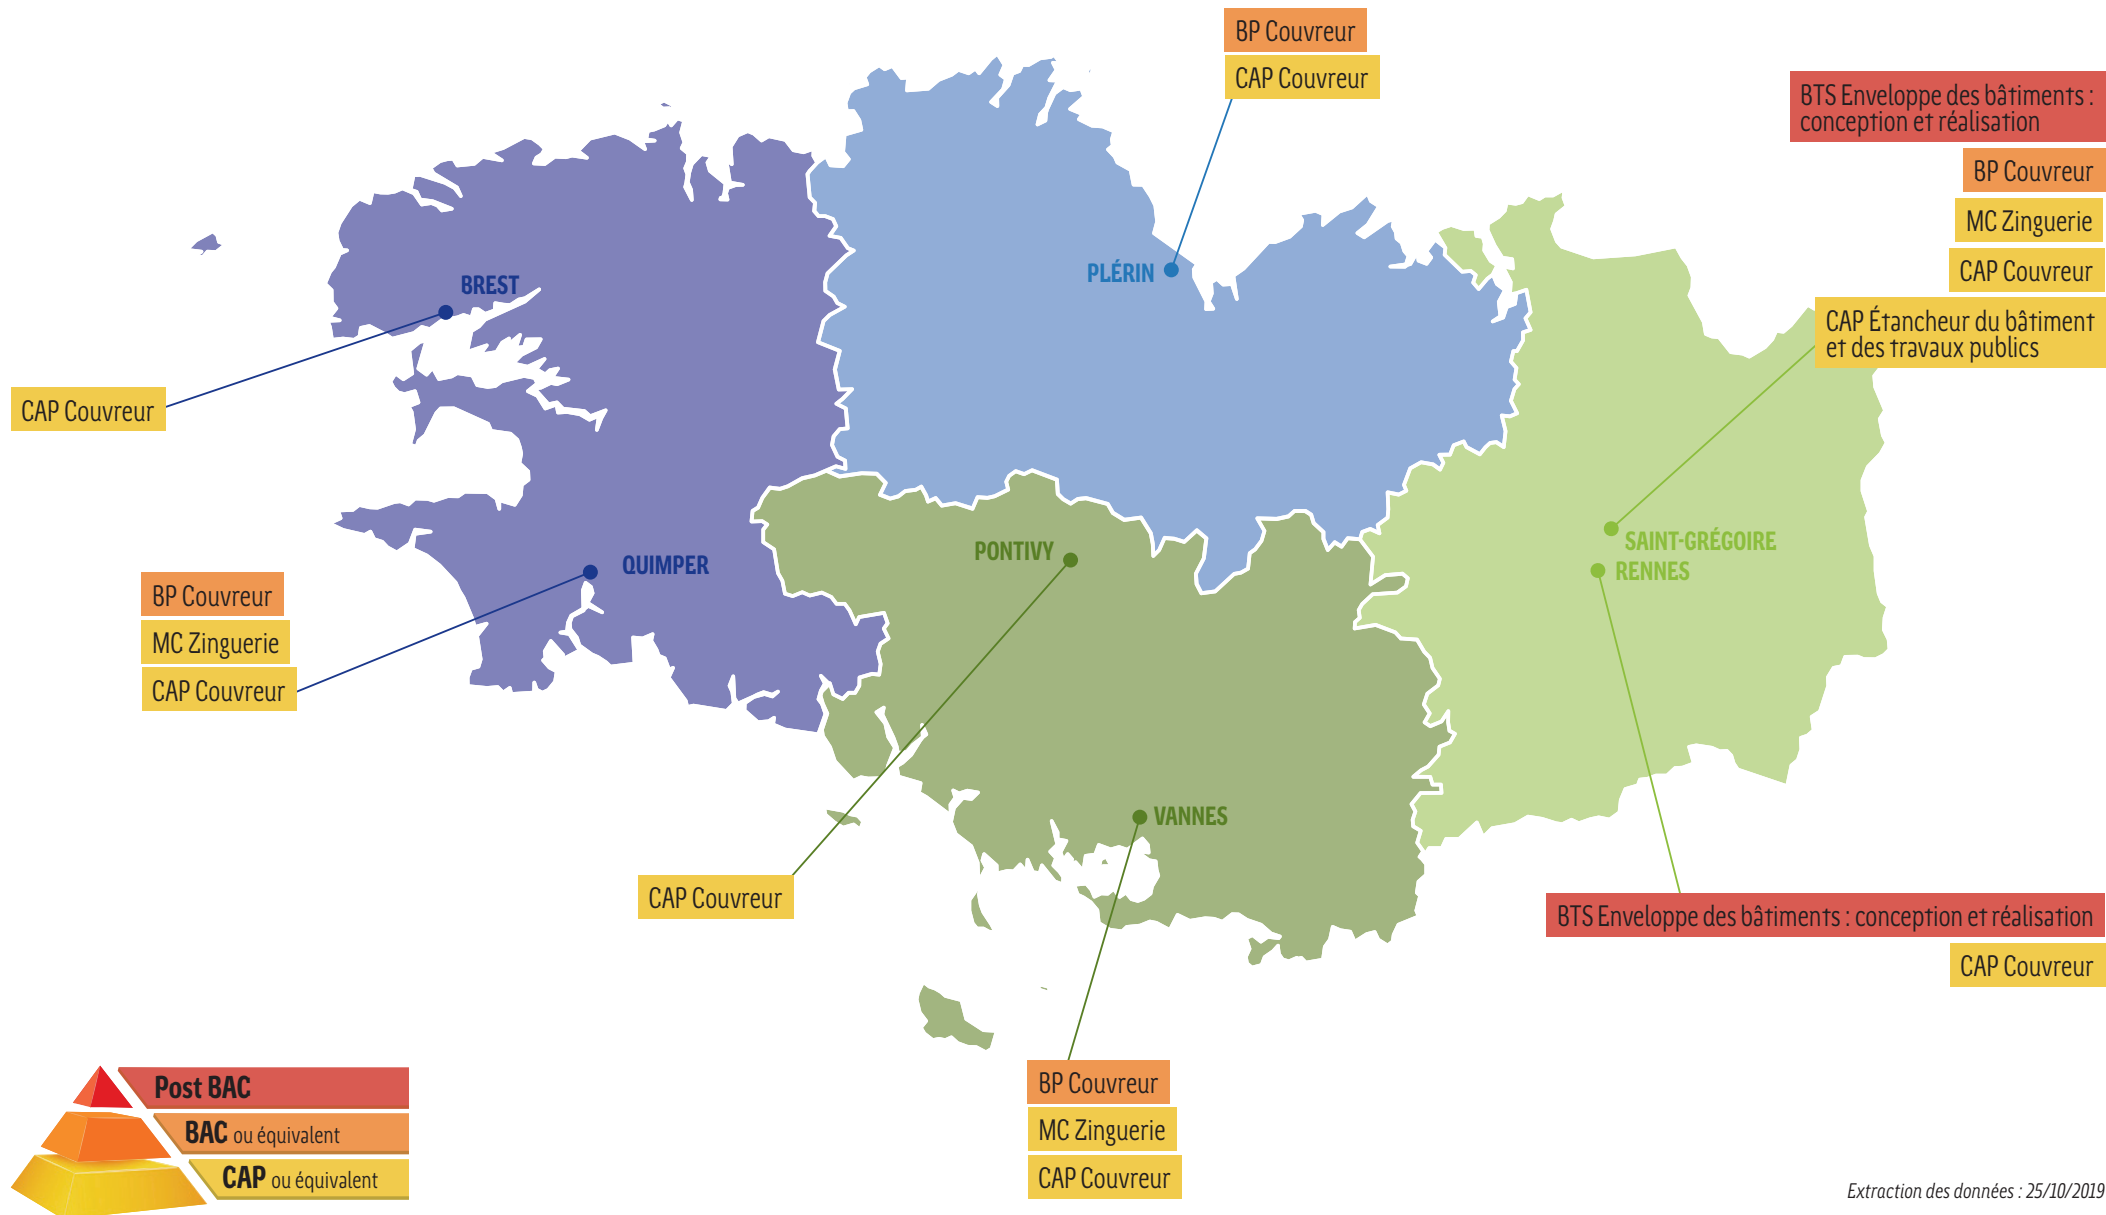 BP Couvreur
CAP Couvreur
BTS Enveloppe des bâtiments :
conception et réalisation
BP Couvreur
MC Zinguerie
CAP Couvreur
CAP Étancheur du bâtiment
et des travaux publics
PLÉRIN
BREST
CAP Couvreur
SAINT-GRÉGOIRE
RENNES
PONTIVY
QUIMPER
BP Couvreur
MC Zinguerie
CAP Couvreur
VANNES
CAP Couvreur
BTS Enveloppe des bâtiments : conception et réalisation
CAP Couvreur
BP Couvreur
MC Zinguerie
CAP Couvreur
Post BAC
BAC ou équivalent
CAP ou équivalent
Extraction des données : 25/10/2019